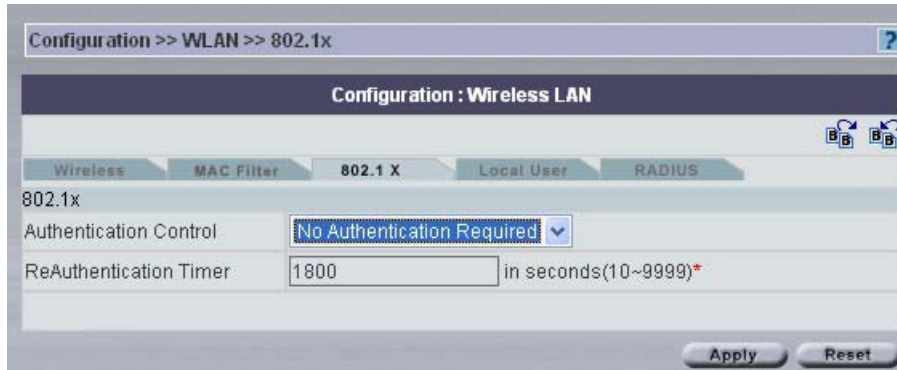 Configuration >> WLAN >> 802.1x ?
Configuration : Wireless LAN
B B B B
Wireless MAC Filter 802.1 X Local User RADIUS
802.1x
Authentication Control No Authentication Required
ReAuthentication Timer 1800 in seconds(10~9999)*
Apply Reset